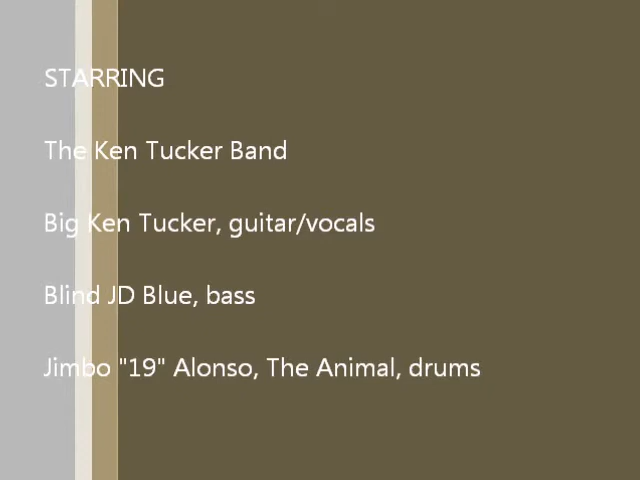 STARRING
The Ken Tucker Band
Big Ken Tucker, guitar/vocals
Blind JD Blue, bass
Jimbo "19" Alonso, The Animal, drums